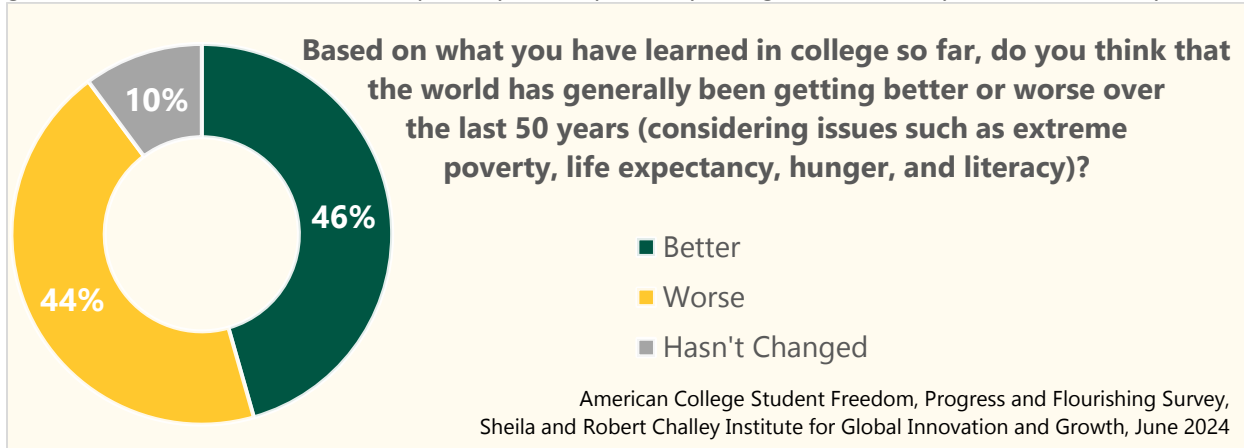 Based on what you have learned in college so far, do you think that
the world has generally been getting better or worse over
the last 50 years (considering issues such as extreme
poverty, life expectancy, hunger, and literacy)?
10%
46%
44%
Better
Worse
Hasn't Changed
American College Student Freedom, Progress and Flourishing Survey,
Sheila and Robert Challey Institute for Global Innovation and Growth, June 2024